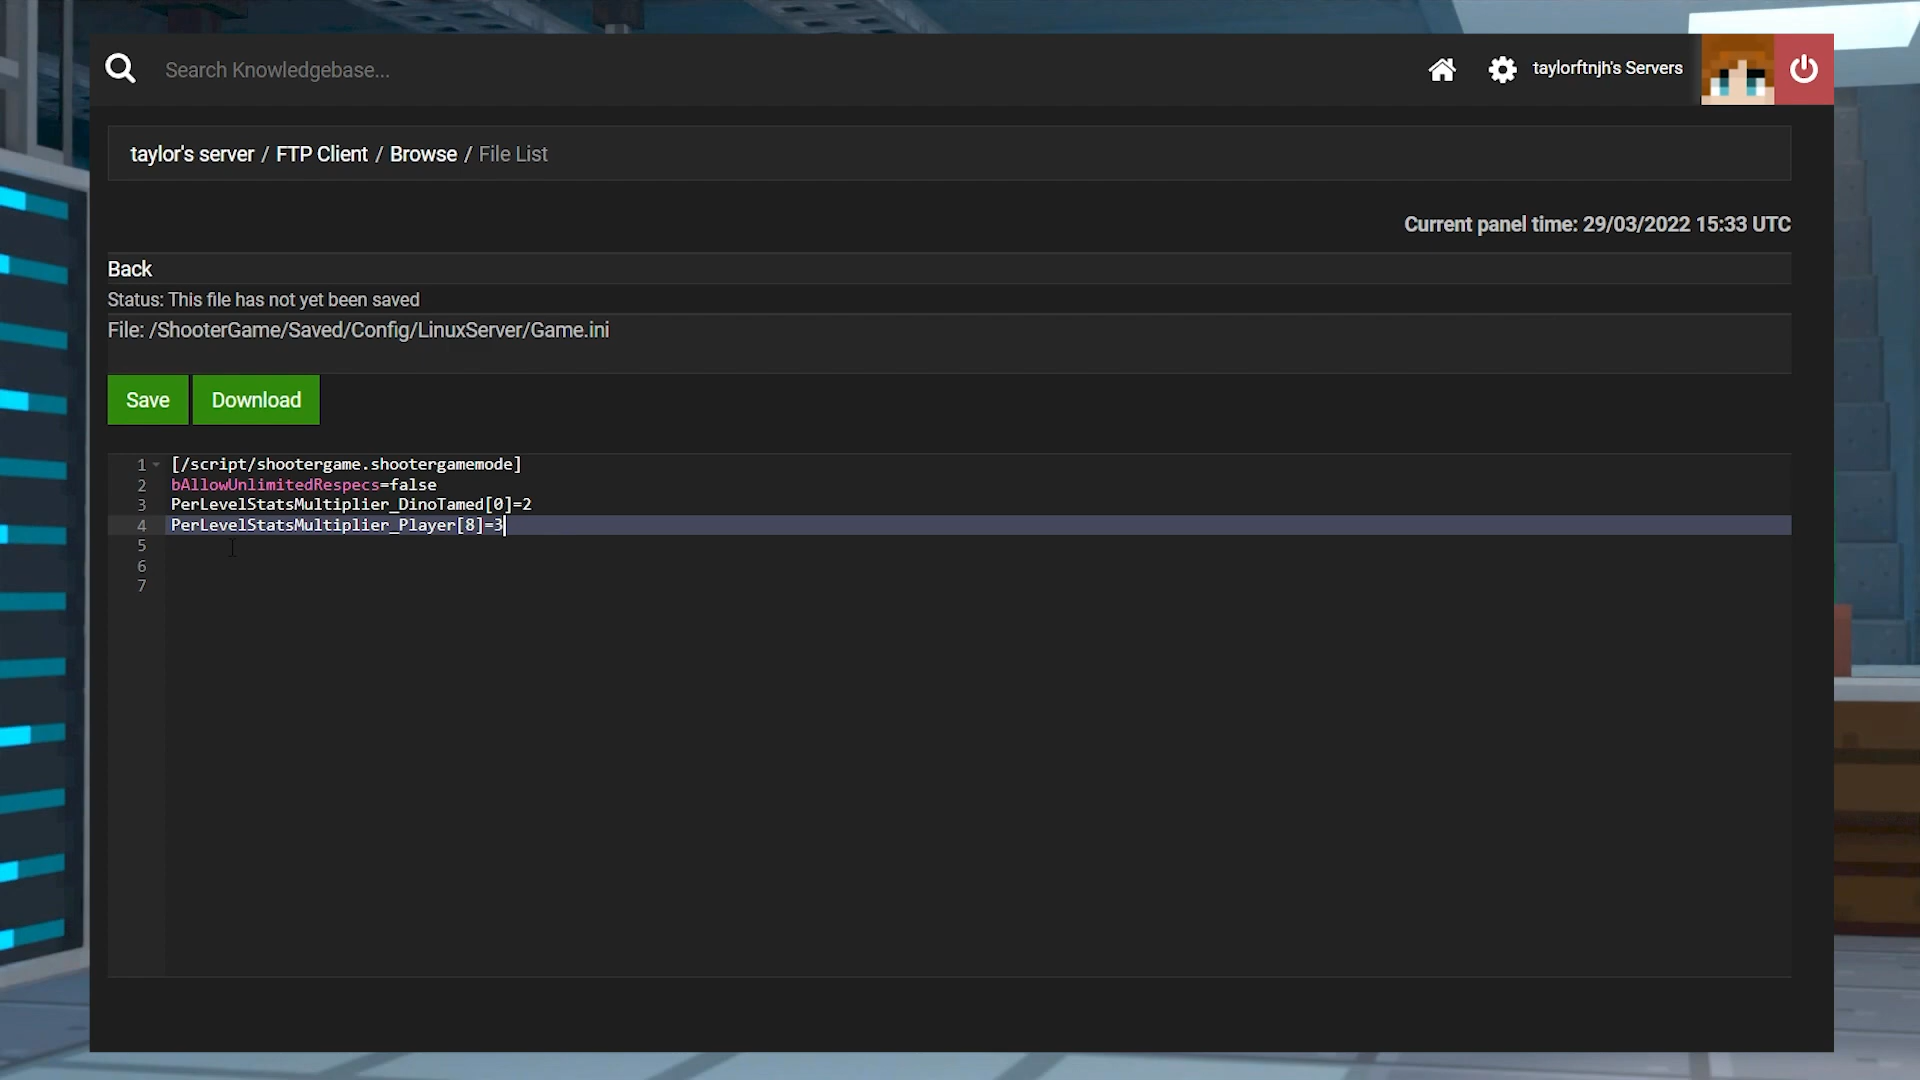 Search Knowledgebase...
taylorftnjh's Servers
taylor's server / FTP Client / Browse / File List
Current panel time: 29/03/2022 15:33 UTC
Back
Status: This file has not yet been saved
File: /ShooterGame/Saved/Config/LinuxServer/Game.ini
Save
Download
1 [/script/shootergame.shootergamemode]
2 bAllowUnlimitedRespecs=false
3 PerLevelStatsMultiplier_DinoTamed[0]=2
4 PerLevelStatsMultiplier_Player[8]=3
5
6
7